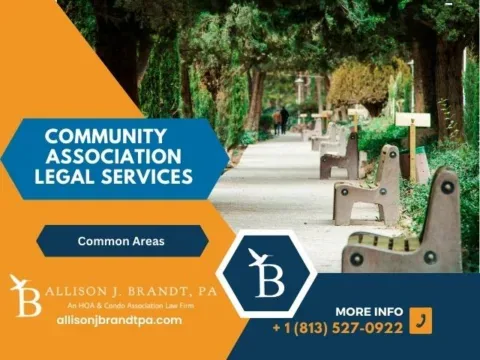 COMMUNITY
ASSOCIATION
LEGAL SERVICES
Common Areas
B ALLISON J. BRANDT, PA
An HOA & Condo Association Law Firm
allisonjbrandtpa.com
B
MORE INFO
+ 1 (813) 527-0922